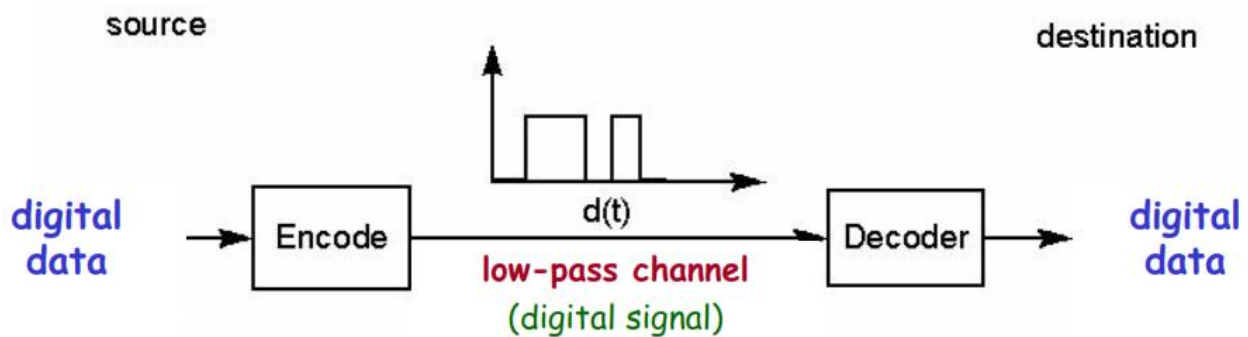 source
destination
d(t)
digital
data
Encode
low-pass channel
(digital signal)
Decoder
digital
data